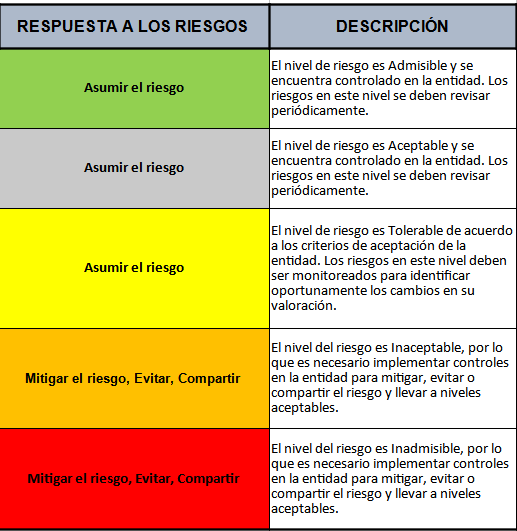 RESPUESTA A LOS RIESGOS
DESCRIPCIÓN
Asumir el riesgo
El nivel de riesgo es Admisible y se
encuentra controlado en la entidad. Los
riesgos en este nivel se deben revisar
periódicamente.
Asumir el riesgo
El nivel de riesgo es Aceptable y se
encuentra controlado en la entidad. Los
riesgos en este nivel se deben revisar
periódicamente.
Asumir el riesgo
El nivel de riesgo es Tolerable de acuerdo
a los criterios de aceptación de la
entidad. Los riesgos en este nivel deben
ser monitoreados para identificar
oportunamente los cambios en su
valoración.
Mitigar el riesgo, Evitar, Compartir
El nivel del riesgo es Inaceptable, por lo
que es necesario implementar controles
en la entidad para mitigar, evitar o
compartir el riesgo y llevar a niveles
aceptables.
Mitigar el riesgo, Evitar, Compartir
El nivel del riesgo es Inadmisible, por lo
que es necesario implementar controles
en la entidad para mitigar, evitar o
compartir el riesgo y llevar a niveles
aceptables.